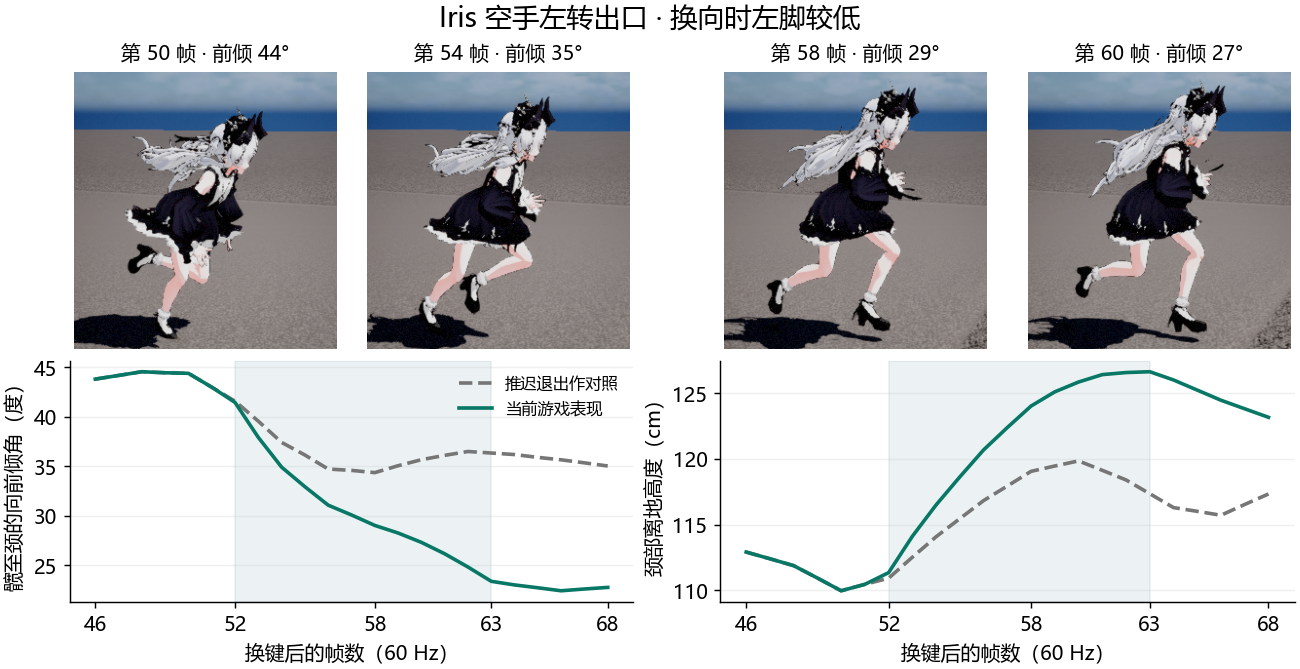 Iris 空手左转出口 · 换向时左脚较低
第 50 帧 · 前倾 44°
第 54 帧 · 前倾 35°
第 58 帧 · 前倾 29°
第 60 帧 · 前倾 27°
髋至颈的向前倾角（度）
45
40
35
30
25
推迟退出作对照
当前游戏表现
46
52
58
63
68
换键后的帧数（60 Hz）
颈部离地高度（cm）
125
120
115
110
46
52
58
63
68
换键后的帧数（60 Hz）